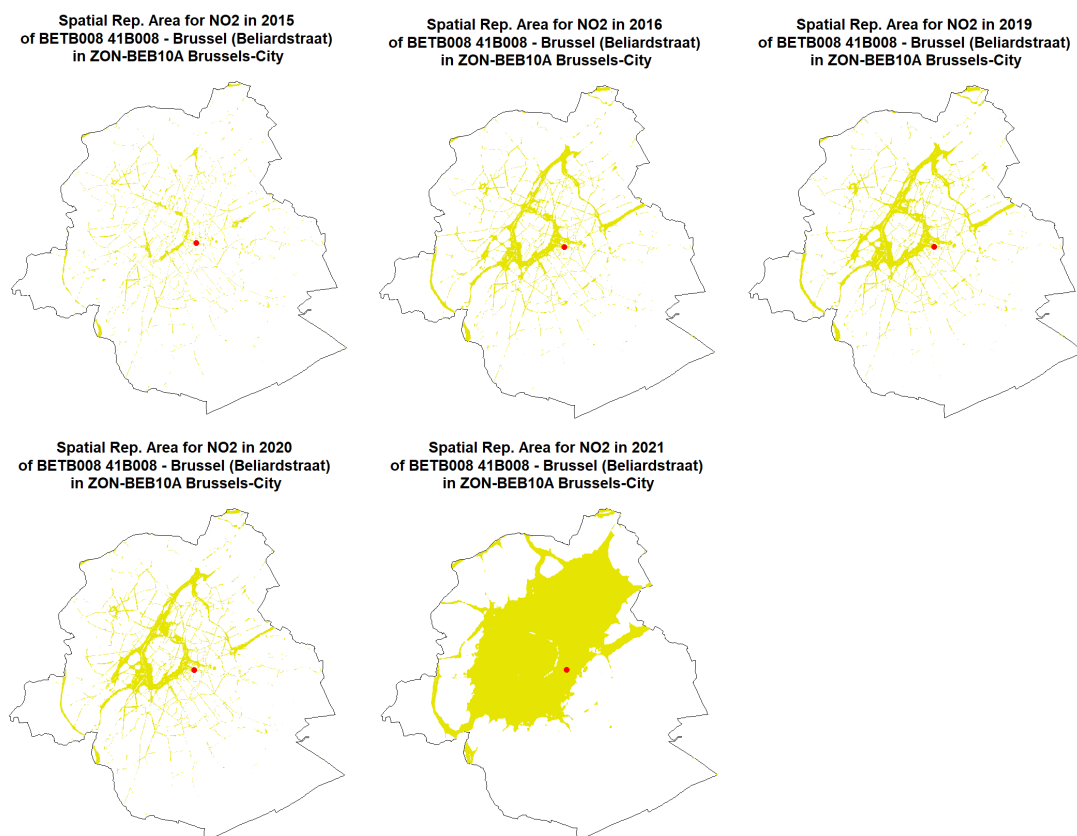 Spatial Rep. Area for NO2 in 2015
of BETB008 41B008 - Brussel (Beliardstraat)
in ZON-BEB10A Brussels-City
Spatial Rep. Area for NO2 in 2016
of BETB008 41B008 - Brussel (Beliardstraat)
in ZON-BEB10A Brussels-City
Spatial Rep. Area for NO2 in 2019
of BETB008 41B008 - Brussel (Beliardstraat)
in ZON-BEB10A Brussels-City
Spatial Rep. Area for NO2 in 2020
of BETB008 41B008 - Brussel (Beliardstraat)
in ZON-BEB10A Brussels-City
Spatial Rep. Area for NO2 in 2021
of BETB008 41B008 - Brussel (Beliardstraat)
in ZON-BEB10A Brussels-City